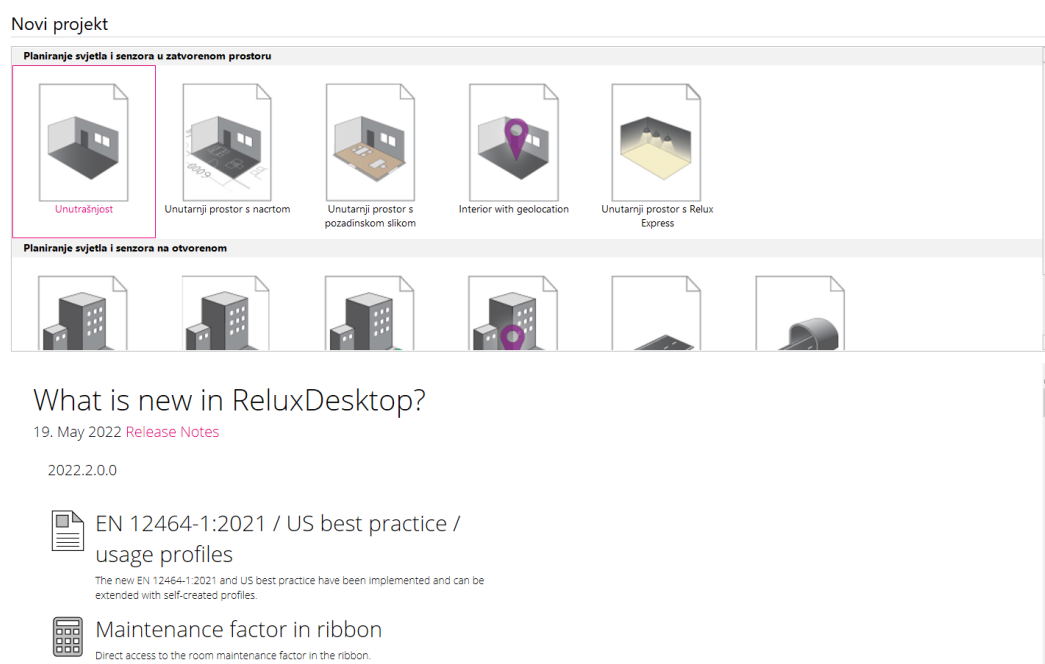 Novi projekt
Planiranje svjetla i senzora u zatvorenom prostoru
Unutrašnjost
Unutarnji prostor s nacrtom
Unutarnji prostor s
pozadinskom slikom
Interior with geolocation
Unutarnji prostor s Relux
Express
Planiranje svjetla i senzora na otvorenom
What is new in ReluxDesktop?
19. May 2022 Release Notes
2022.2.0.0
EN 12464-1:2021 / US best practice /
usage profiles
The new EN 12464-1:2021 and US best practice have been implemented and can be
extended with self-created profiles.
Maintenance factor in ribbon
Direct access to the room maintenance factor in the ribbon.